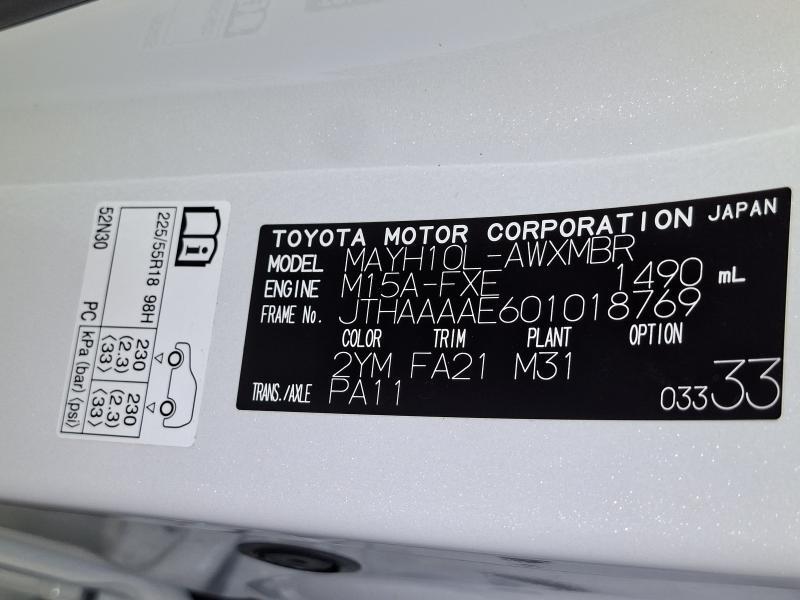 TOYOTA MOTOR CORPORATION JAPAN
MODEL MAYH10L-AWXMBR
ENGINE M15A-FXE 1490 mL
FRAME No. JTHAAAAE601018769
COLOR TRIM PLANT OPTION
2YM FA21 M31
TRANS./AXLE PA11
03333
i
225/55R18 98H
230 230
(2.3) (2.3)
⟨33⟩ ⟨33⟩
52N30 PC kPa (bar) ⟨psi⟩